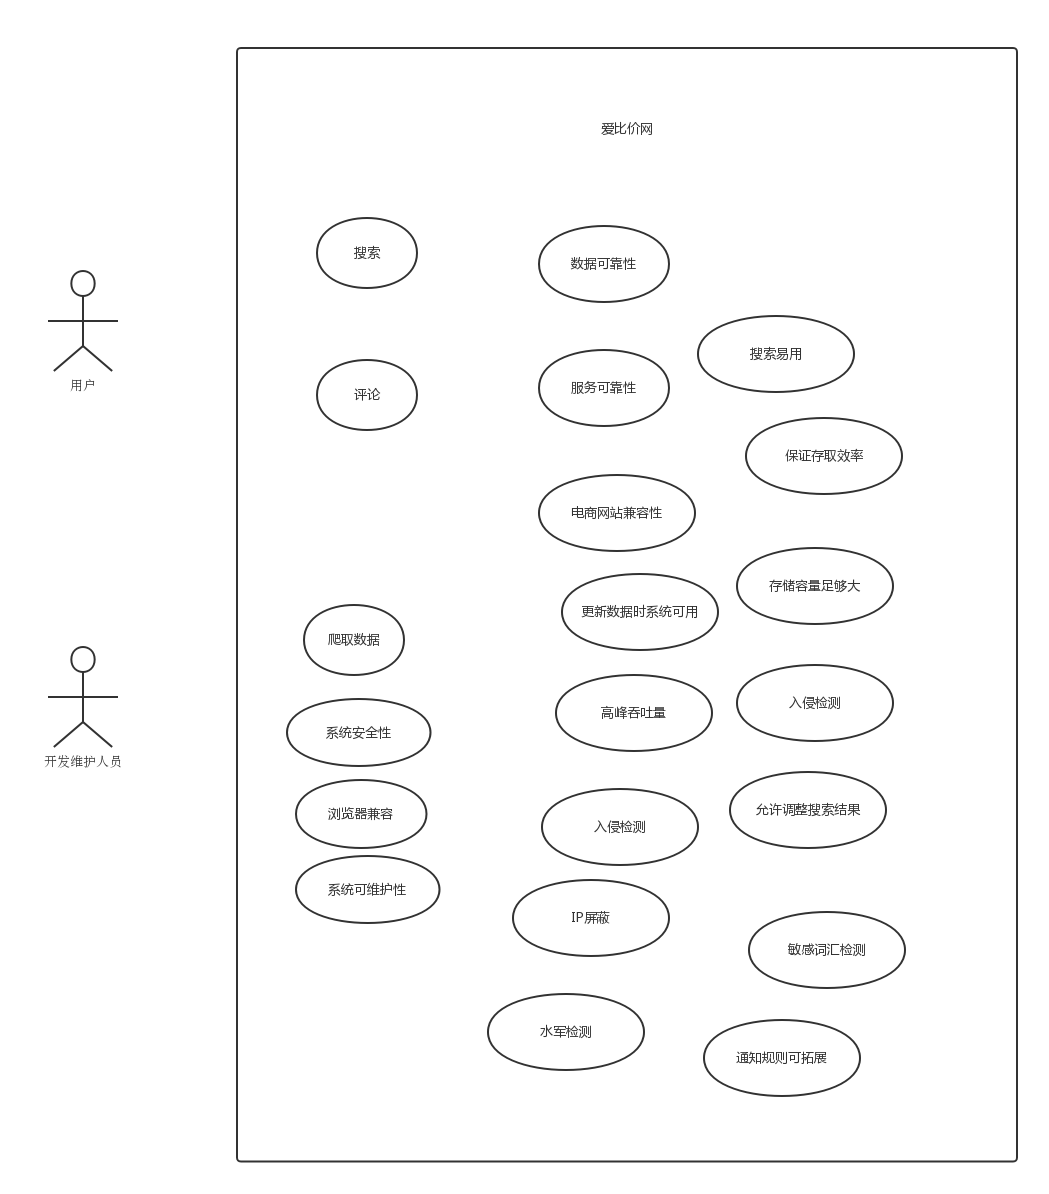 爱比价网
搜索
数据可靠性
用户
搜索易用
评论
服务可靠性
保证存取效率
电商网站兼容性
存储容量足够大
更新数据时系统可用
爬取数据
开发维护人员
系统安全性
高峰吞吐量
入侵检测
浏览器兼容
入侵检测
允许调整搜索结果
系统可维护性
IP屏蔽
敏感词汇检测
水军检测
通知规则可拓展